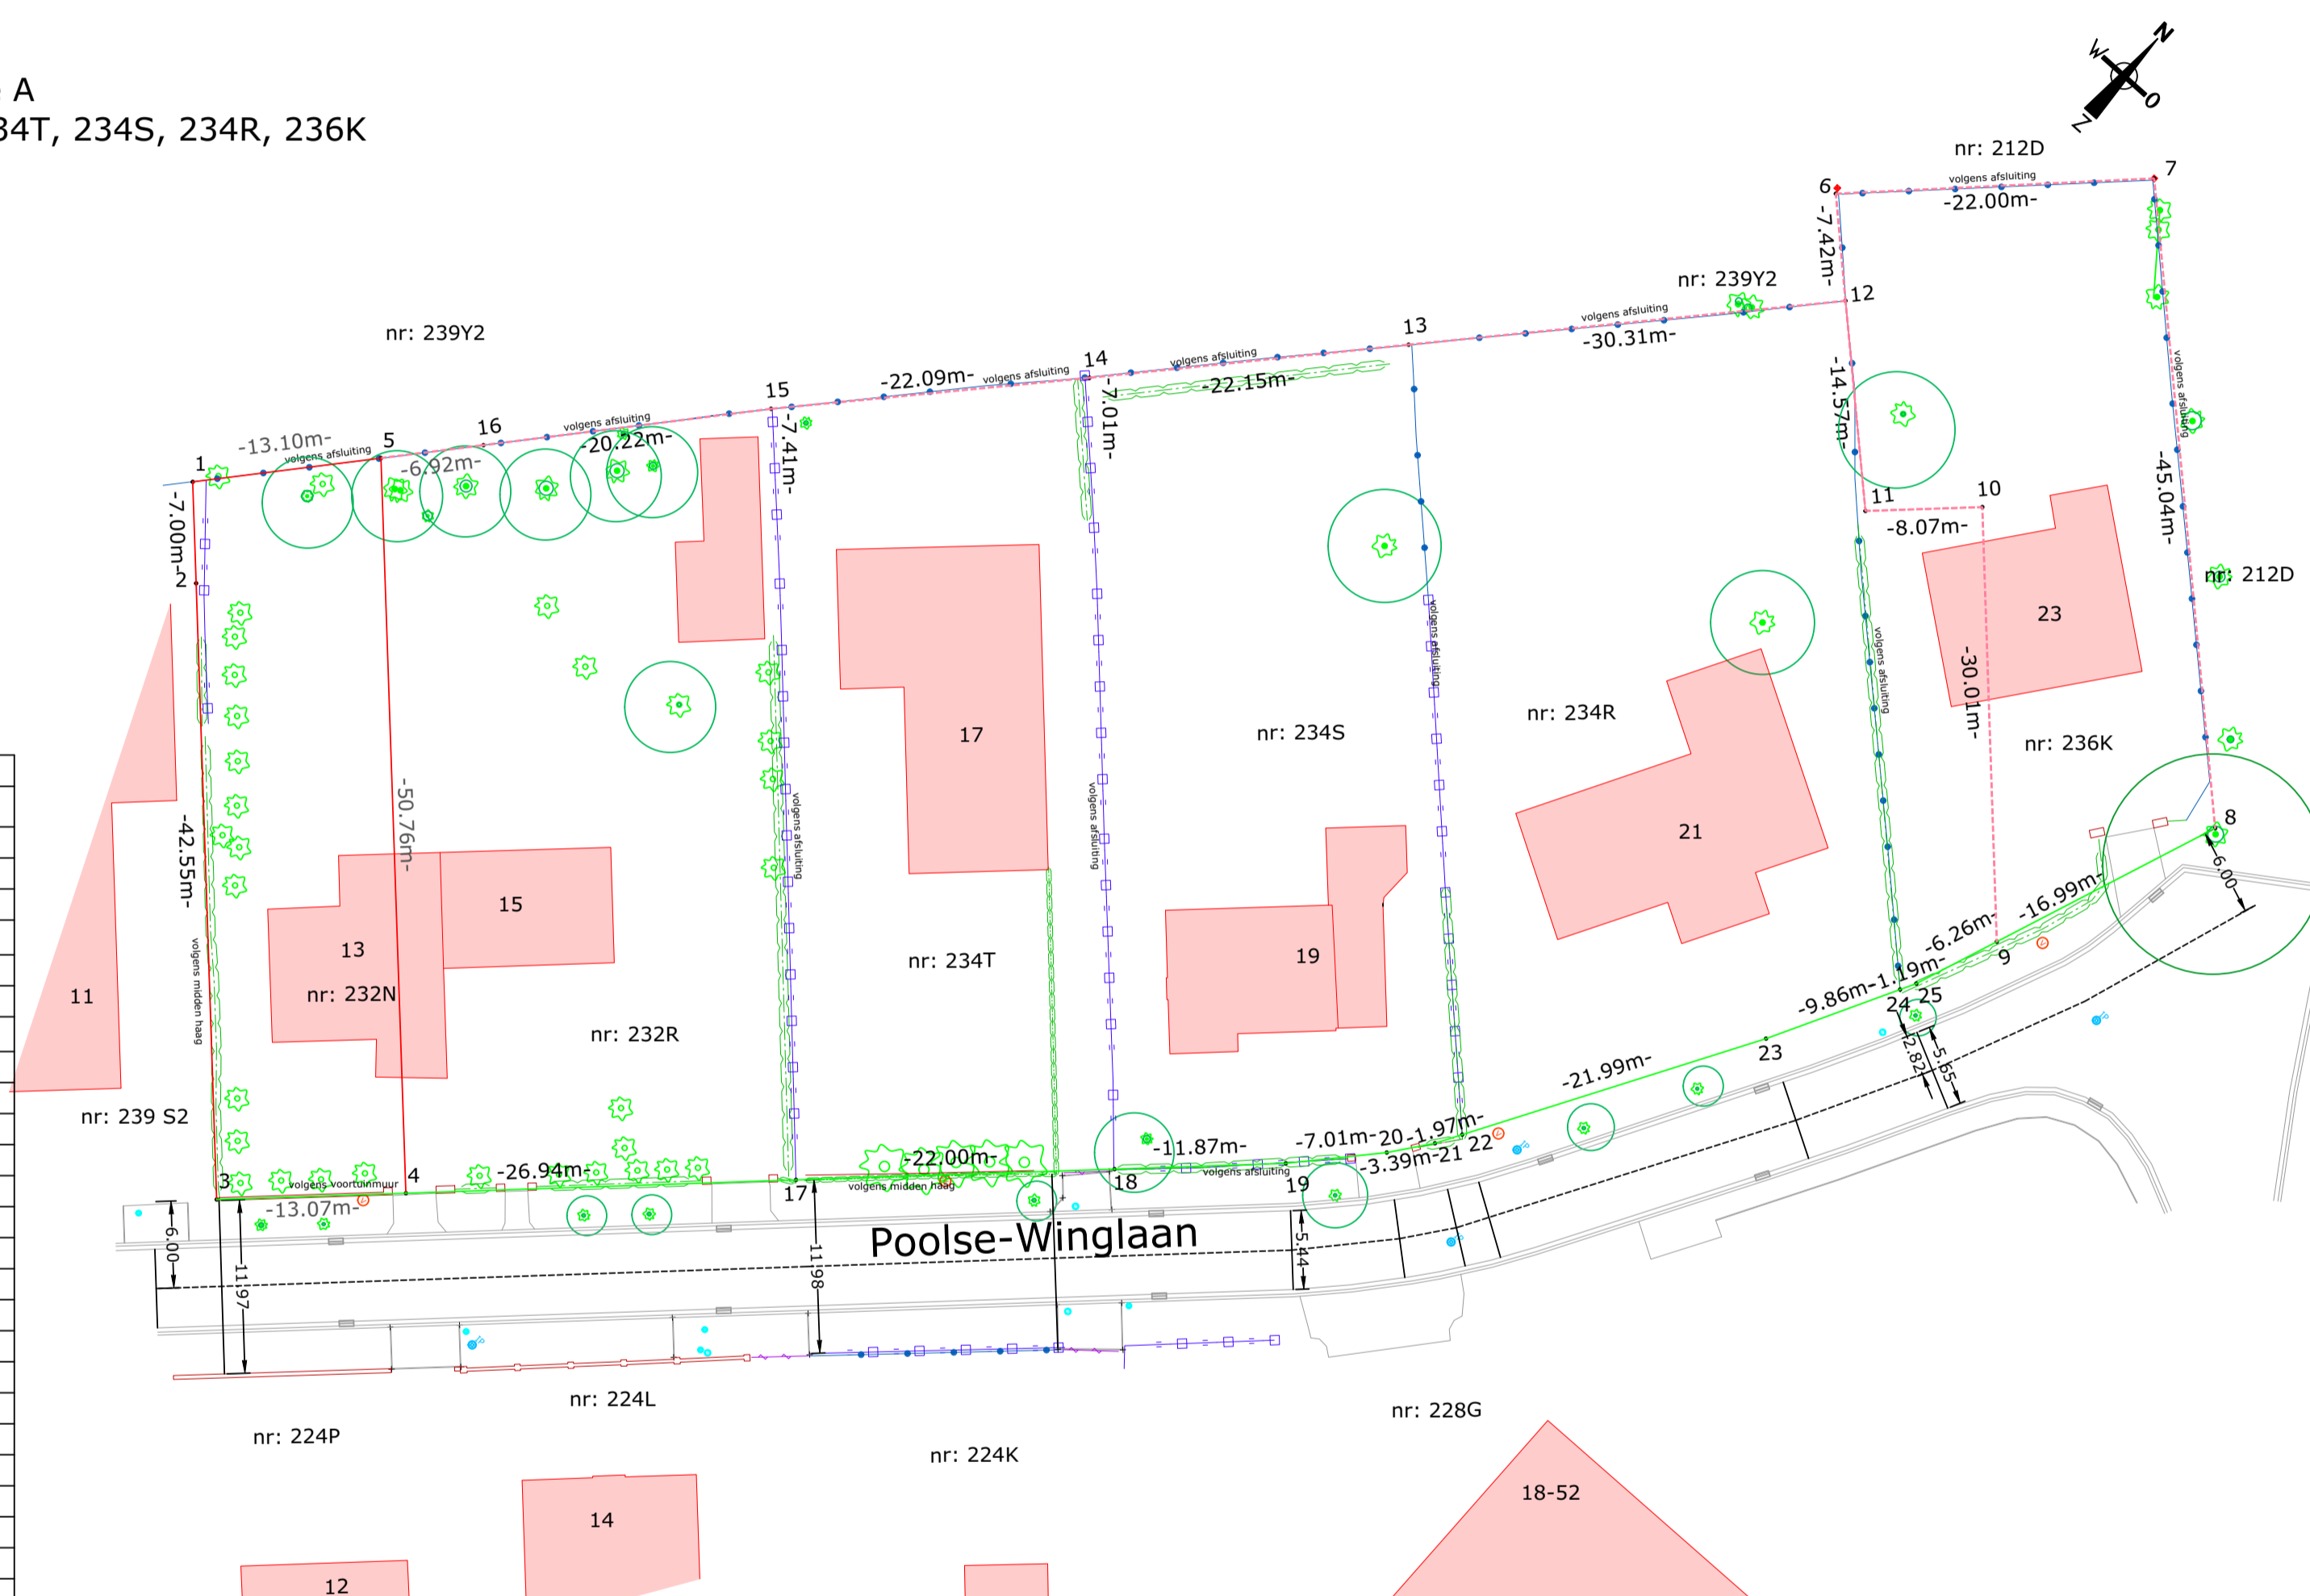 A
34T, 234S, 234R, 236K
N
W
O
Z
nr: 212D
6
7
volgens afsluiting
-22.00m-
-7.42m-
nr: 239Y2
12
13
volgens afsluiting
-30.31m-
nr: 239Y2
14
volgens afsluiting
-22.15m-
15
-22.09m-
volgens afsluiting
-7.01m-
-7.41m-
16
volgens afsluiting
-20.22m-
5
-13.10m-
volgens afsluiting
-6.92m-
1
-7.00m-
2
-14.57m-
volgens afsluiting
-45.04m-
11
10
-8.07m-
nr: 212D
23
-30.01m-
nr: 236K
volgens afsluiting
volgens afsluiting
nr: 234R
nr: 234S
17
21
8
6.00
-50.76m-
-42.55m-
volgens afsluiting
volgens afsluiting
15
13
nr: 232N
11
volgens midden haag
nr: 232R
nr: 234T
19
-16.99m-
-6.26m-
9
-9.86m-
-1.19m-
24
25
2.82
5.65
23
-21.99m-
nr: 239 S2
-11.87m-
-7.01m-
20
-1.97m-
-3.39m-
21
22
-22.00m-
-26.94m-
3
4
volgens voortuinmuur
-13.07m-
17
volgens midden haag
18
volgens afsluiting
19
6.00
11.97
11.98
Poolse-Winglaan
5.44
nr: 224L
nr: 224P
nr: 228G
nr: 224K
14
18-52
12